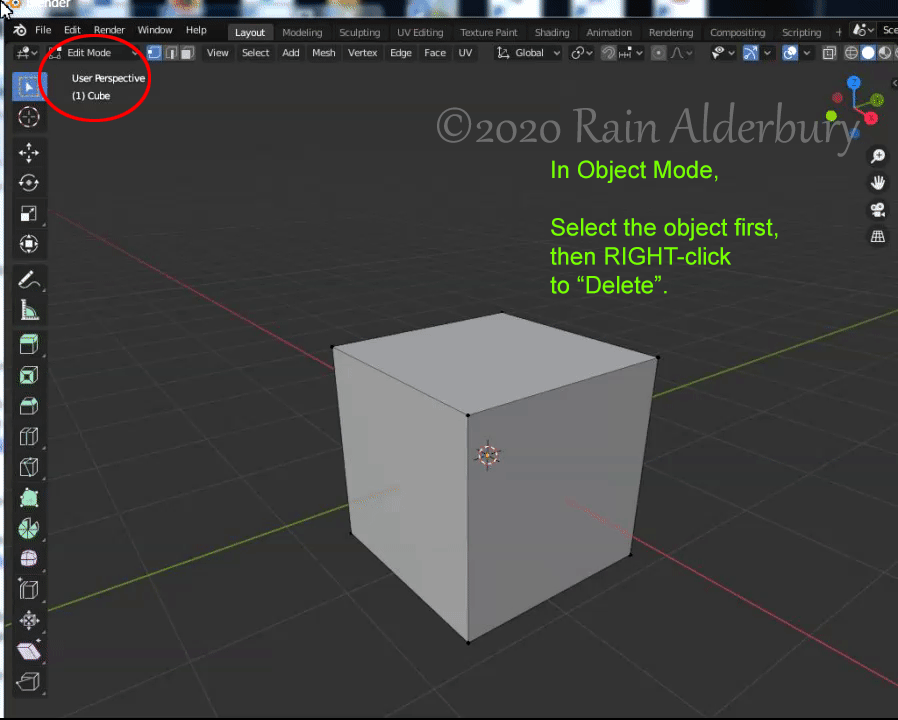 blender
File Edit Render Window Help Layout Modeling Sculpting UV Editing Texture Paint Shading Animation Rendering Compositing Scripting + Sce
Edit Mode View Select Add Mesh Vertex Edge Face UV Global
User Perspective
(1) Cube
©2020 Rain Alderbury
In Object Mode,
Select the object first,
then RIGHT-click
to “Delete”.